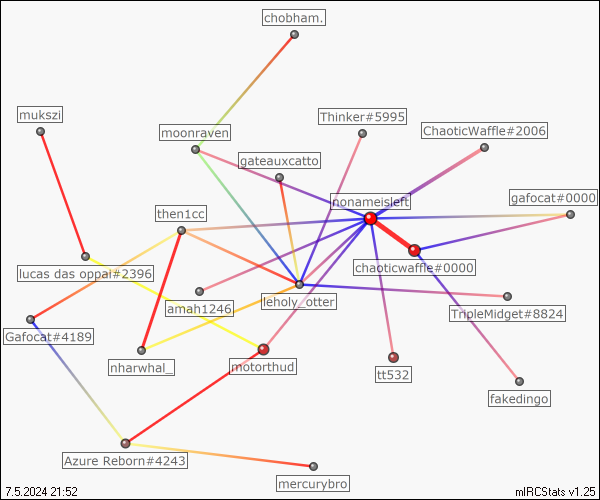 chobham.
mukszi
Thinker#5995
ChaoticWaffle#2006
moonraven
gateauxcatto
nonameisleft
gafocat#0000
then1cc
chaoticwaffle#0000
lucas das oppai#2396
leholy_otter
amah1246
TripleMidget#8824
Gafocat#4189
nharwhal_
motorthud
tt532
fakedingo
Azure Reborn#4243
mercurybro
7.5.2024 21:52
mIRCStats v1.25